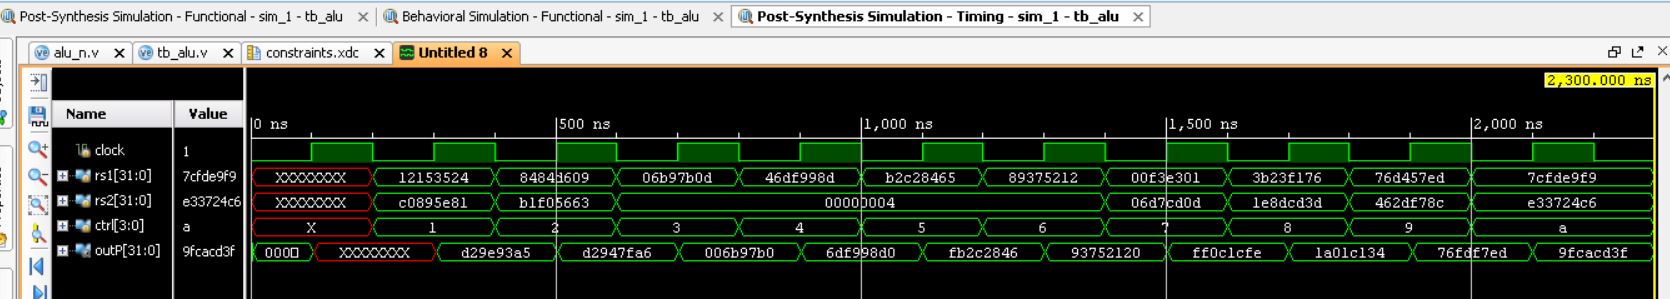 Post-Synthesis Simulation - Functional - sim_1 - tb_alu Behavioral Simulation - Functional - sim_1 - tb_alu Post-Synthesis Simulation - Timing - sim_1 - tb_alu
alu_n.v tb_alu.v constraints.xdc Untitled 8
2,300.000 ns
Name Value
0 ns 500 ns 1,000 ns 1,500 ns 2,000 ns
clock 1
rs1[31:0] 7cfde9f9 XXXXXXXX 12153524 8484d609 06b97b0d 46df998d b2c28465 89375212 00f3e301 3b23f176 76d457ed 7cfde9f9
rs2[31:0] e33724c6 XXXXXXXX c0895e81 b1f05663 00000004 06d7cd0d 1e8dcd3d 462df78c e33724c6
ctrl[3:0] a X 1 2 3 4 5 6 7 8 9 a
outP[31:0] 9fcacd3f 000 XXXXXXXX d29e93a5 d2947fa6 006b97b0 6df998d0 fb2c2846 93752120 ff0c1cfe 1a01c134 76fdf7ed 9fcacd3f